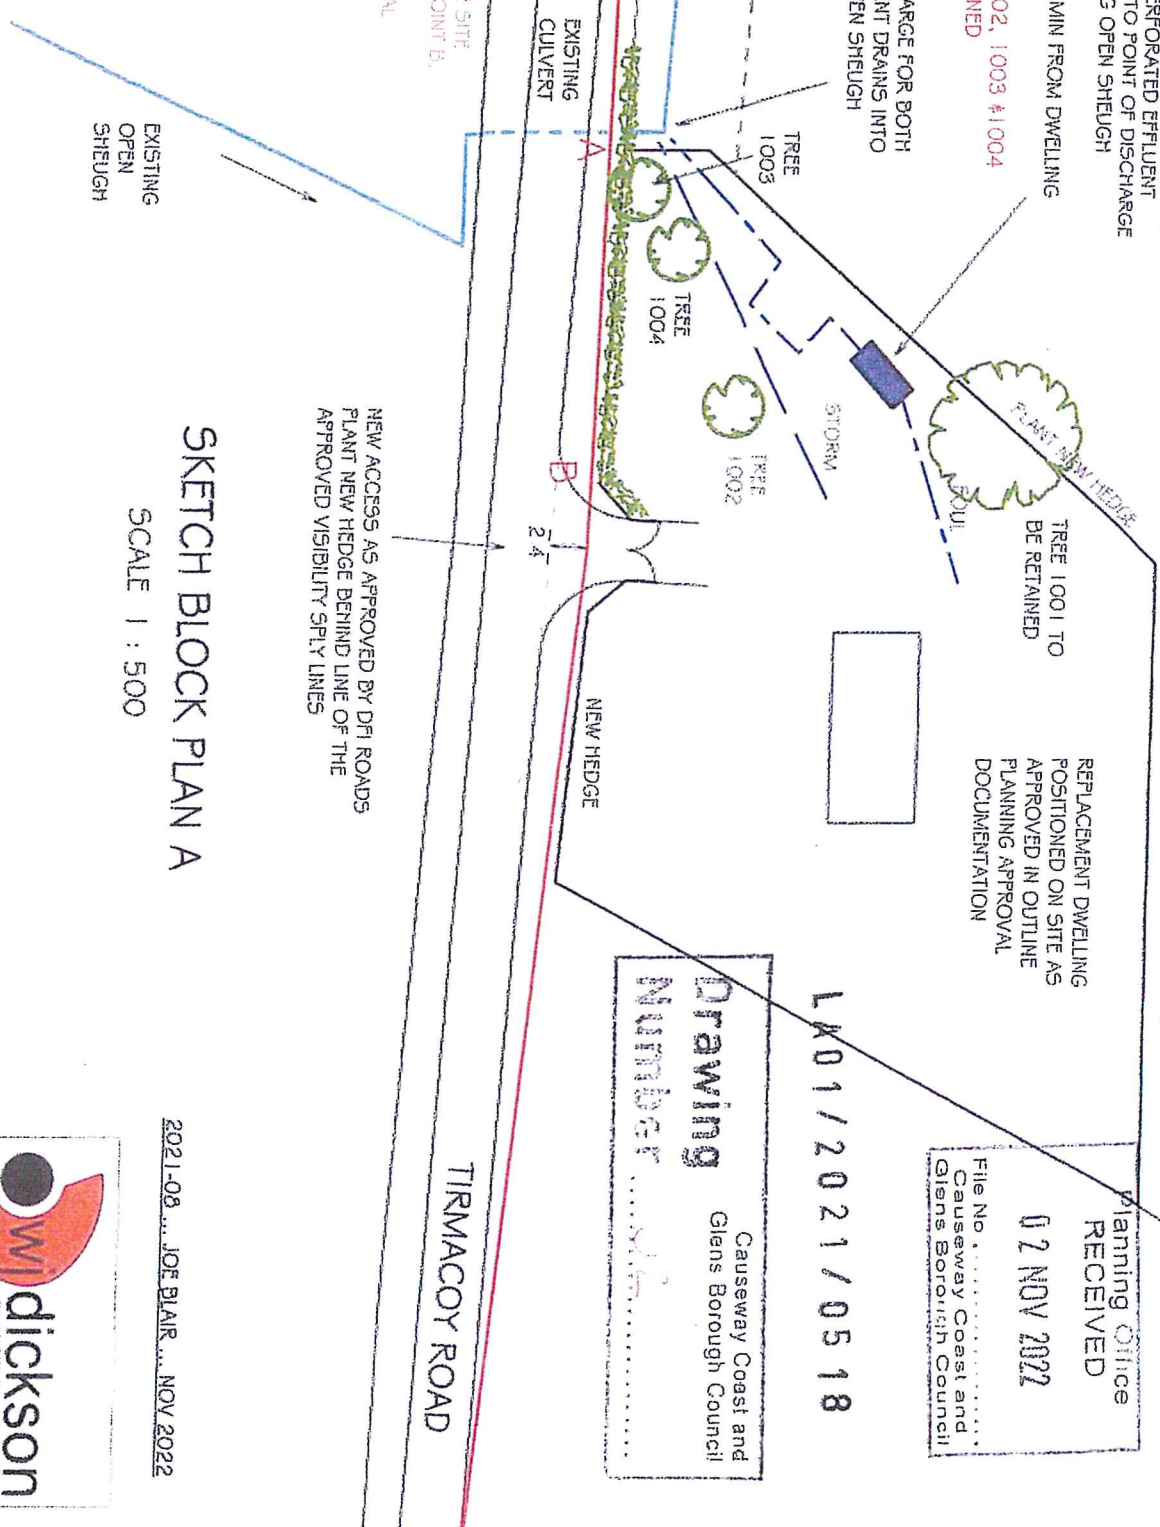 ERFORATED EFFLUENT
TO POINT OF DISCHARGE
G OPEN SHEUGH
MIN FROM DWELLING
02, 1003 & 1004
NED
ARGE FOR BOTH
NT DRAINS INTO
EN SHEUGH
TREE
1003
TREE
1004
TREE
1002
STORM
FOUL
PLANT NEW HEDGE
TREE 1001 TO
BE RETAINED
REPLACEMENT DWELLING
POSITIONED ON SITE AS
APPROVED IN OUTLINE
PLANNING APPROVAL
DOCUMENTATION
Planning Office
RECEIVED
02 NOV 2022
File No.............
Causeway Coast and
Glens Borough Council
LA01/2021/0518
Drawing
Number ..............
Causeway Coast and
Glens Borough Council
SITE
OINT B.
AL
EXISTING
CULVERT
A
B
2.4
NEW HEDGE
EXISTING
OPEN
SHEUGH
NEW ACCESS AS APPROVED BY DFI ROADS
PLANT NEW HEDGE BEHIND LINE OF THE
APPROVED VISIBILITY SPLY LINES
TIRMACOY ROAD
SKETCH BLOCK PLAN A
SCALE 1 : 500
2021-08 ... JOE BLAIR ... NOV 2022
wjdickson